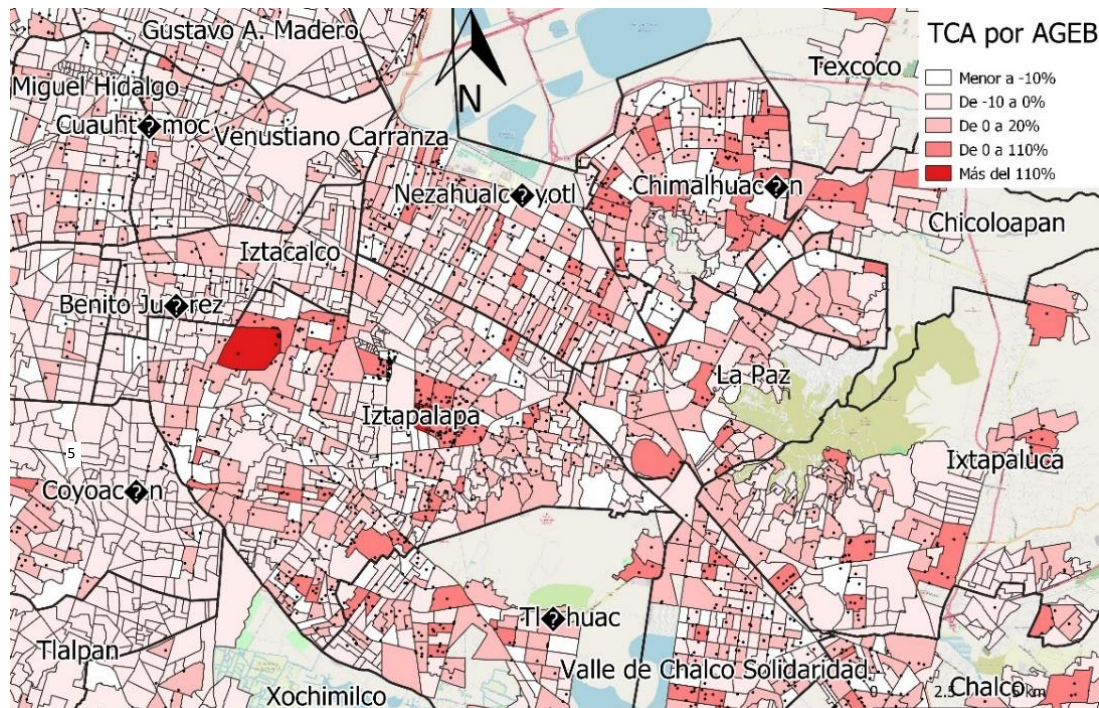 Gustavo A. Madero
TCA por AGEB
Texcoco
Menor a -10%
De -10 a 0%
De 0 a 20%
De 0 a 110%
Más del 110%
Miguel Hidalgo
N
Cuauht�moc
Venustiano Carranza
Nezahualc�yotl
Chimalhuac�n
Chicoloapan
Iztacalco
Benito Ju�rez
La Paz
Iztapalapa
5
Ixtapaluca
Coyoac�n
Tl�huac
Tlalpan
Valle de Chalco Solidaridad
Xochimilco
0 2.5 5 km
Chalco